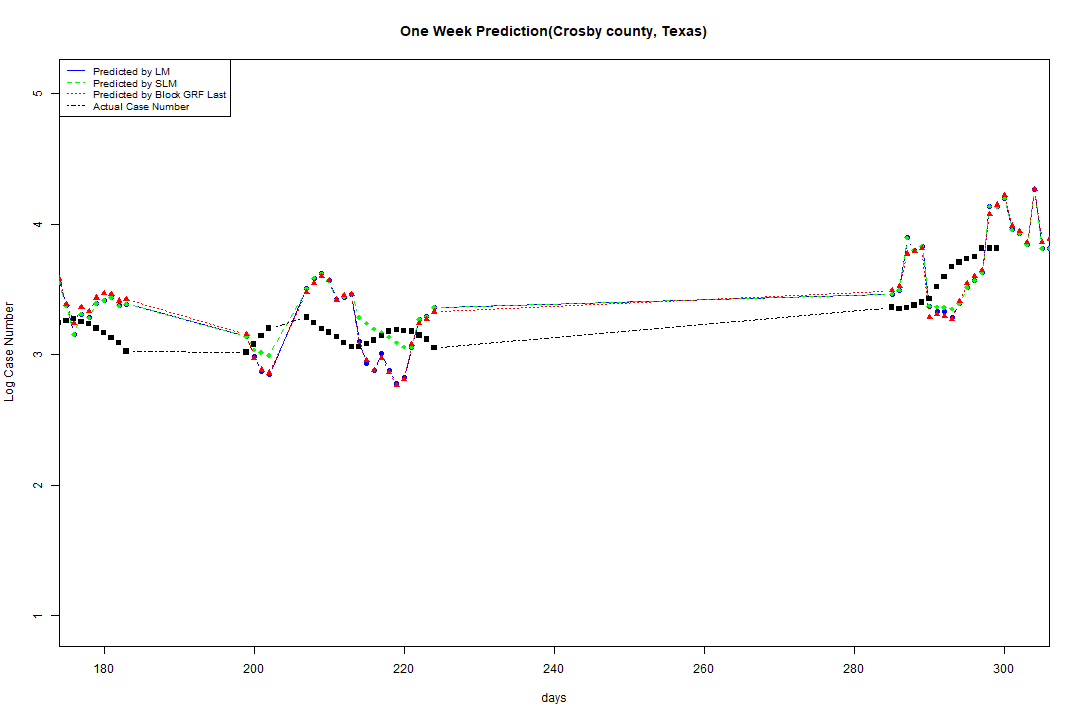 One Week Prediction(Crosby county, Texas)
Predicted by LM
Predicted by SLM
Predicted by Block GRF Last
Actual Case Number
Log Case Number
5
4
3
2
1
180 200 220 240 260 280 300
days